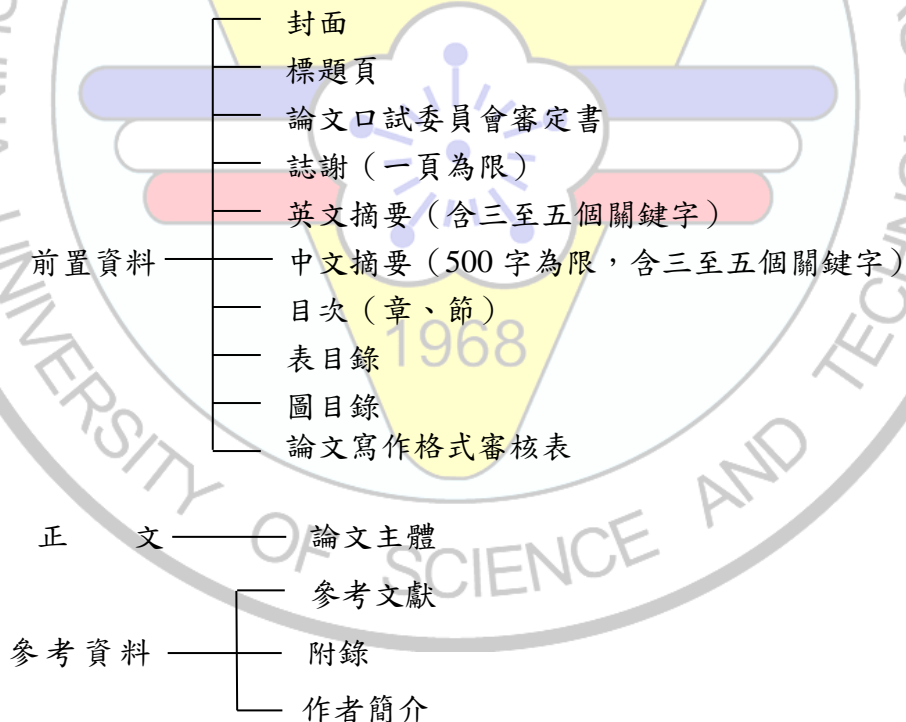 封面
標題頁
論文口試委員會審定書
誌謝（一頁為限）
英文摘要（含三至五個關鍵字）
前置資料
中文摘要（500 字為限，含三至五個關鍵字）
目次（章、節）
1968
表目錄
圖目錄
論文寫作格式審核表
正 文
論文主體
參考文獻
參考資料
附錄
作者簡介
UNIVERSITY OF SCIENCE AND